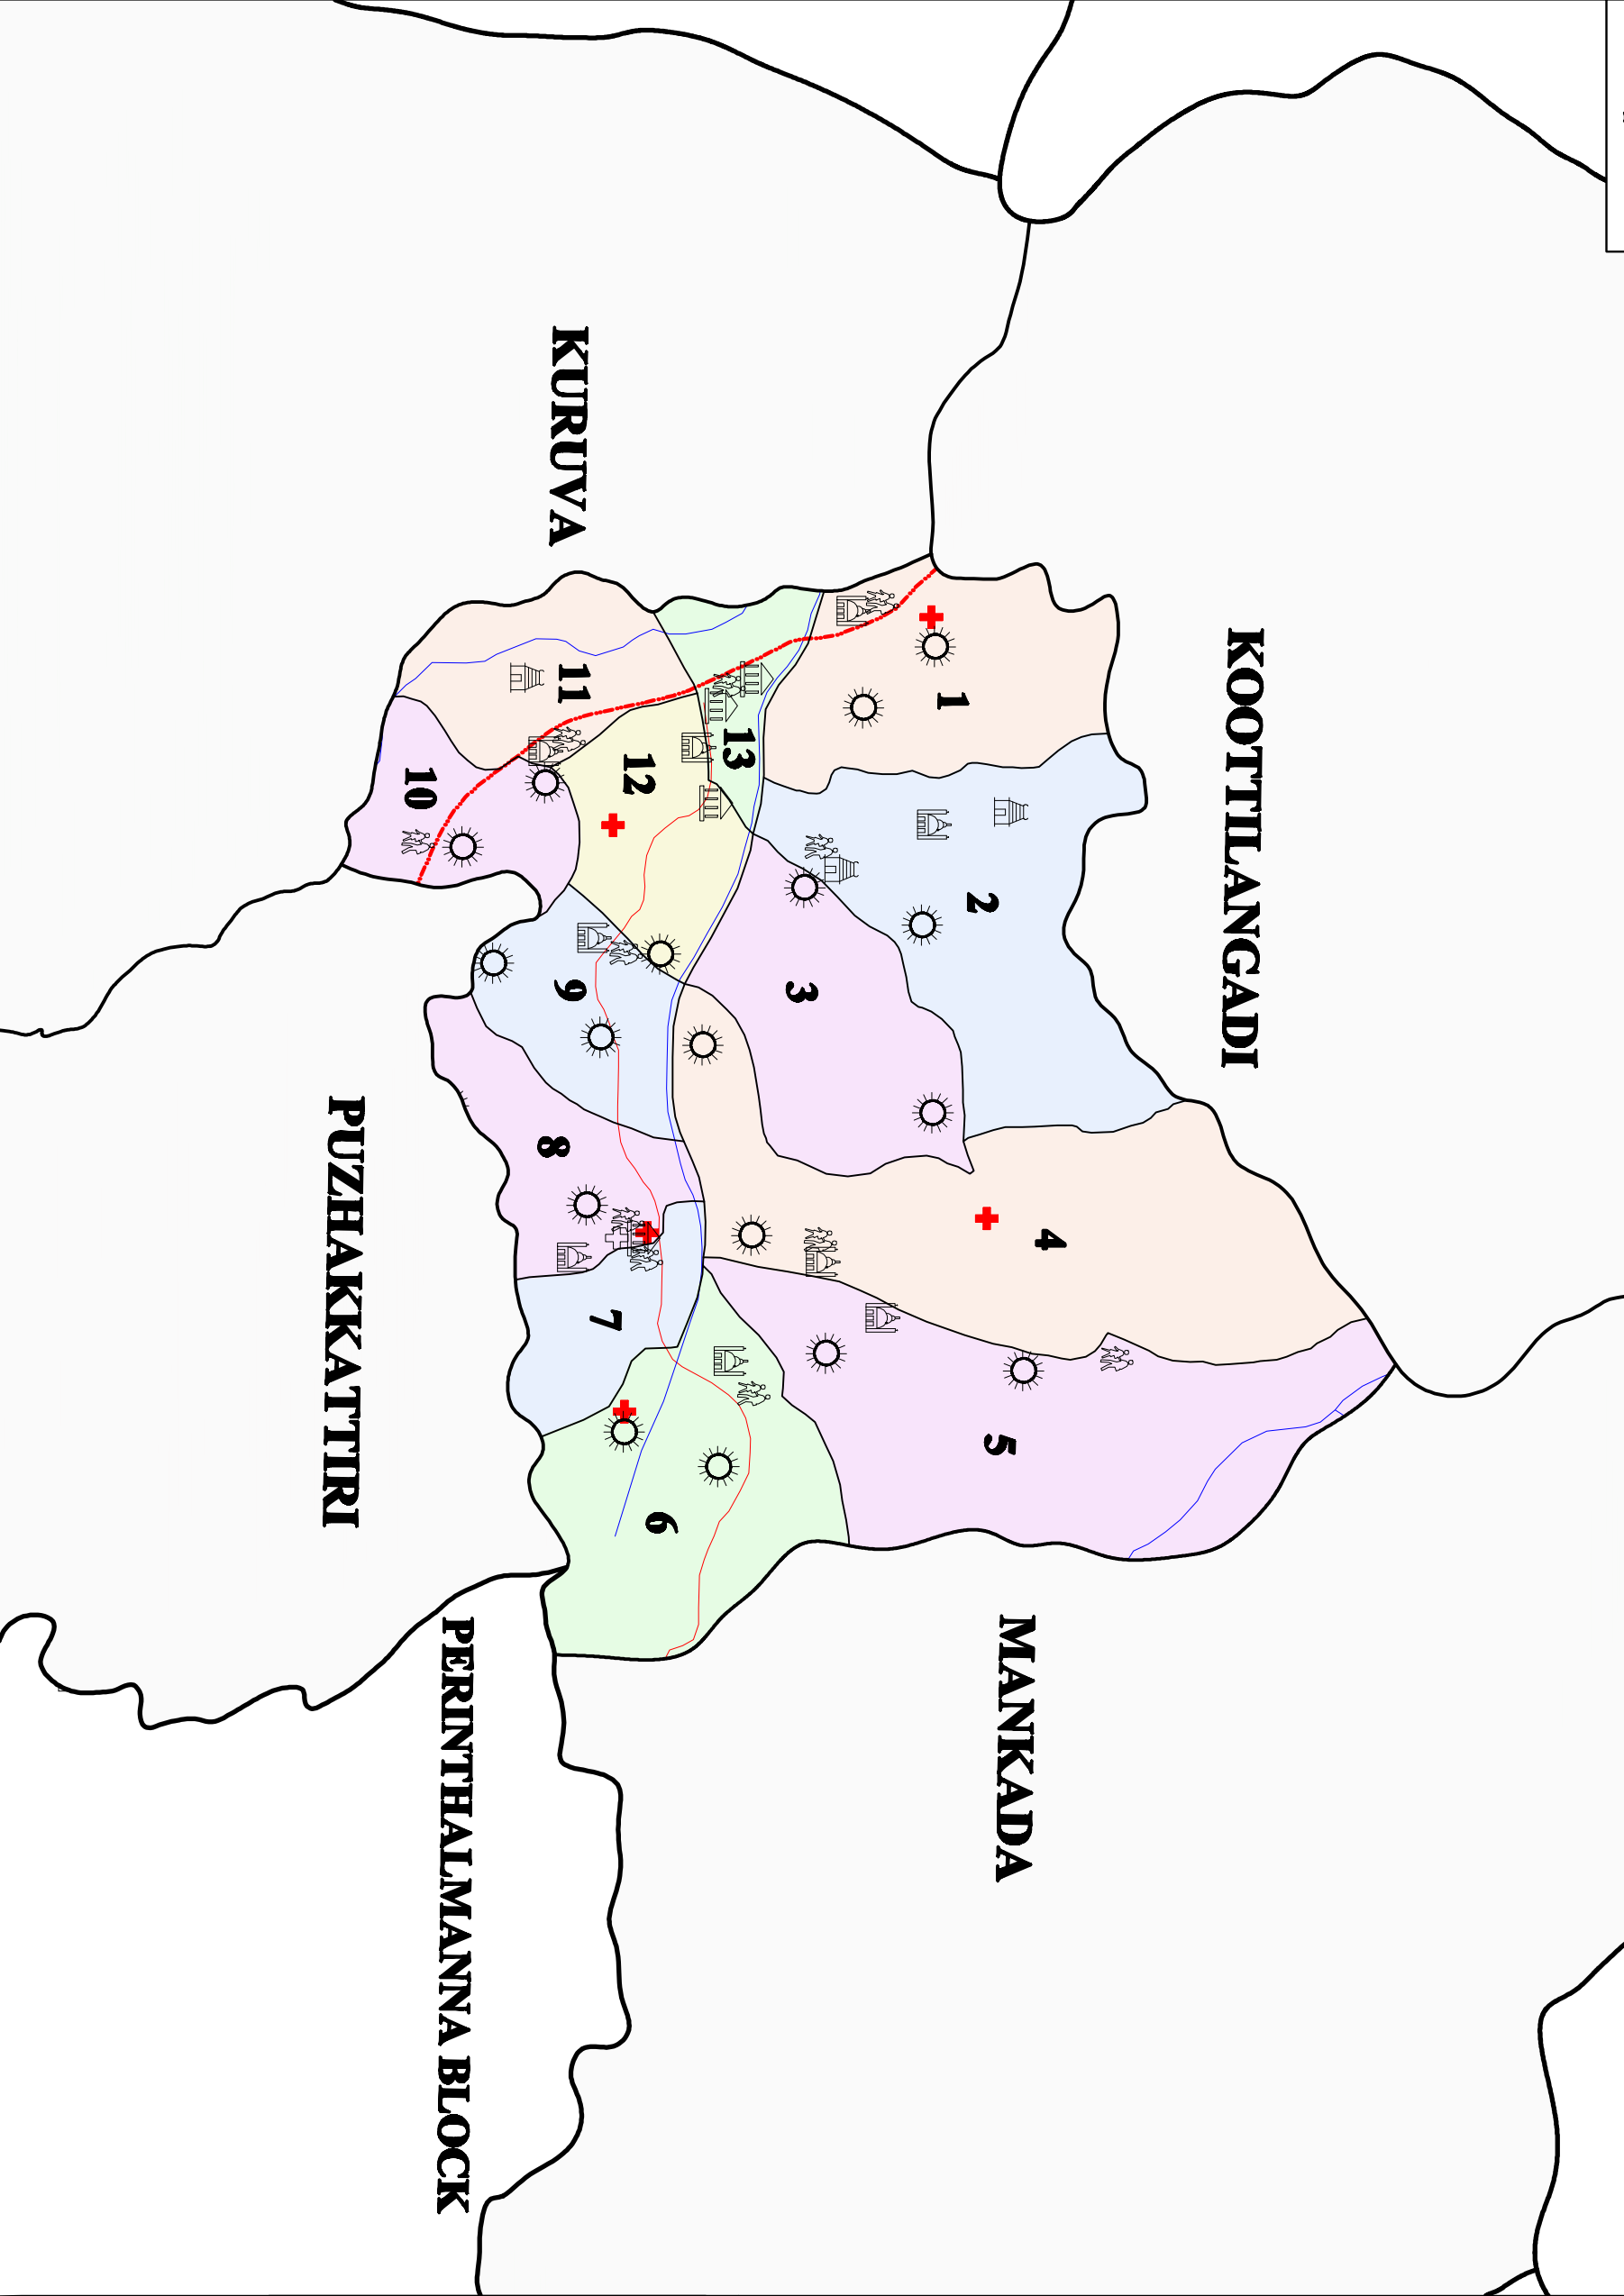 KOOTTILANGADI
KURUVA
MANKADA
PUZHAKKATTIRI
PERINTHALMANNA BLOCK
1
2
3
4
5
6
7
8
9
10
11
12
13